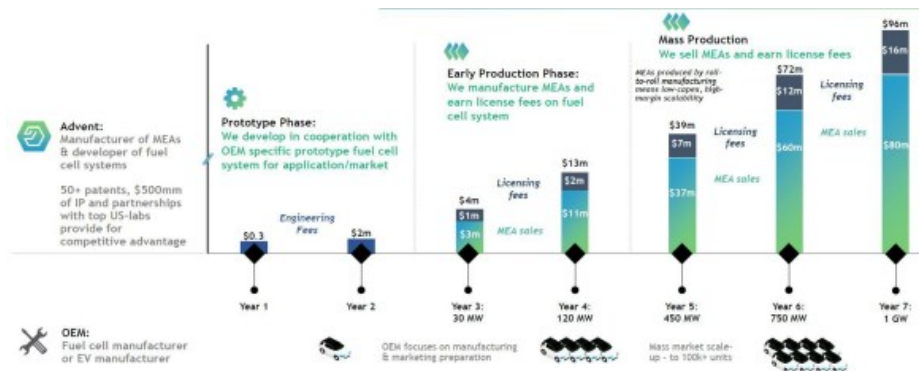 Advent:
Manufacturer of MEAs
& developer of fuel
cell systems
50+ patents, $500mm
of IP and partnerships
with top US-labs
provide for
competitive advantage
Prototype Phase:
We develop in cooperation with
OEM specific prototype fuel cell
system for application/market
Engineering
Fees
$0.3
$2m
Early Production Phase:
We manufacture MEAs and
earn license fees on fuel
cell system
Licensing
fees
MEA sales
$4m
$1m
$3m
$13m
$2m
$11m
Mass Production
We sell MEAs and earn license fees
MEAs produced by roll-
to-roll manufacturing
means low-capex, high-
margin scalability
$39m
$7m
$37m
Licensing
fees
MEA sales
$72m
$12m
$60m
Licensing
fees
MEA sales
$96m
$16m
$80m
Year 1
Year 2
Year 3:
30 MW
Year 4:
120 MW
Year 5:
450 MW
Year 6:
750 MW
Year 7:
1 GW
OEM:
Fuel cell manufacturer
or EV manufacturer
OEM focuses on manufacturing
& marketing preparation
Mass market scale-
up - to 100k+ units